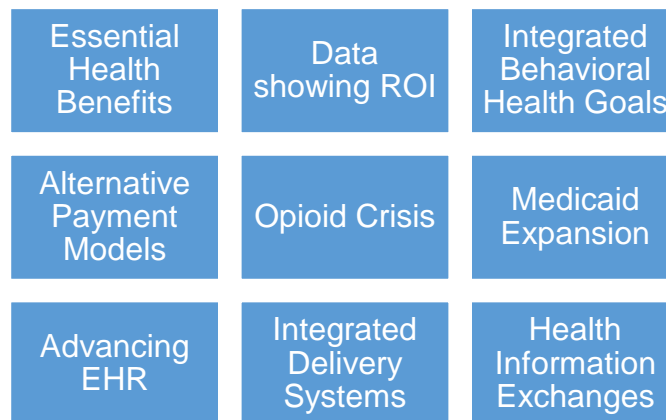 Essential
Health
Benefits
Data
showing ROI
Integrated
Behavioral
Health Goals
Alternative
Payment
Models
Opioid Crisis
Medicaid
Expansion
Advancing
EHR
Integrated
Delivery
Systems
Health
Information
Exchanges